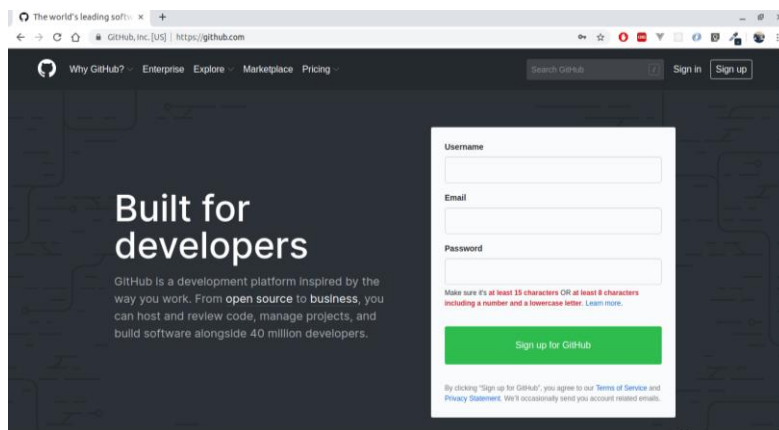 The world's leading softw
GitHub, Inc. [US] | https://github.com
Why GitHub? Enterprise Explore Marketplace Pricing
Search GitHub
/
Sign in
Sign up
Built for
developers
GitHub is a development platform inspired by the
way you work. From open source to business, you
can host and review code, manage projects, and
build software alongside 40 million developers.
Username
Email
Password
Make sure it's at least 15 characters OR at least 8 characters
including a number and a lowercase letter. Learn more.
Sign up for GitHub
By clicking "Sign up for GitHub", you agree to our Terms of Service and
Privacy Statement. We'll occasionally send you account related emails.